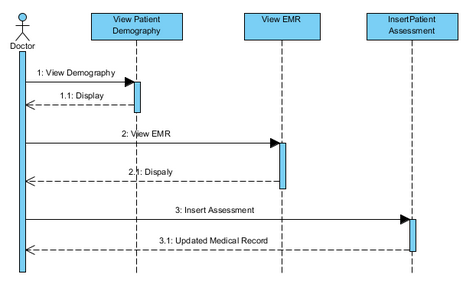 View Patient
Demography
View EMR
InsertPatient
Assessment
Doctor
1: View Demography
1.1: Display
2: View EMR
2.1: Dispaly
3: Insert Assessment
3.1: Updated Medical Record